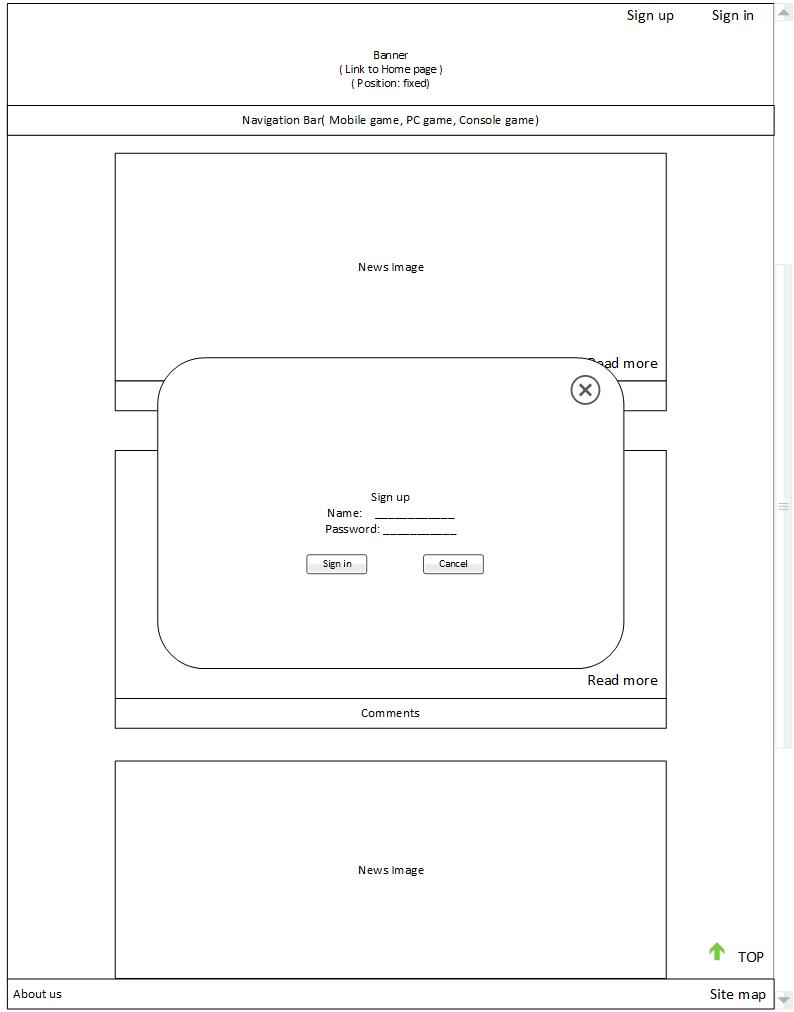 Sign up Sign in
Banner
( Link to Home page )
( Position: fixed)
Navigation Bar( Mobile game, PC game, Console game)
News Image
more
Sign up
Name: ____________
Password: ___________
Sign in Cancel
Read more
Comments
News Image
TOP
About us Site map